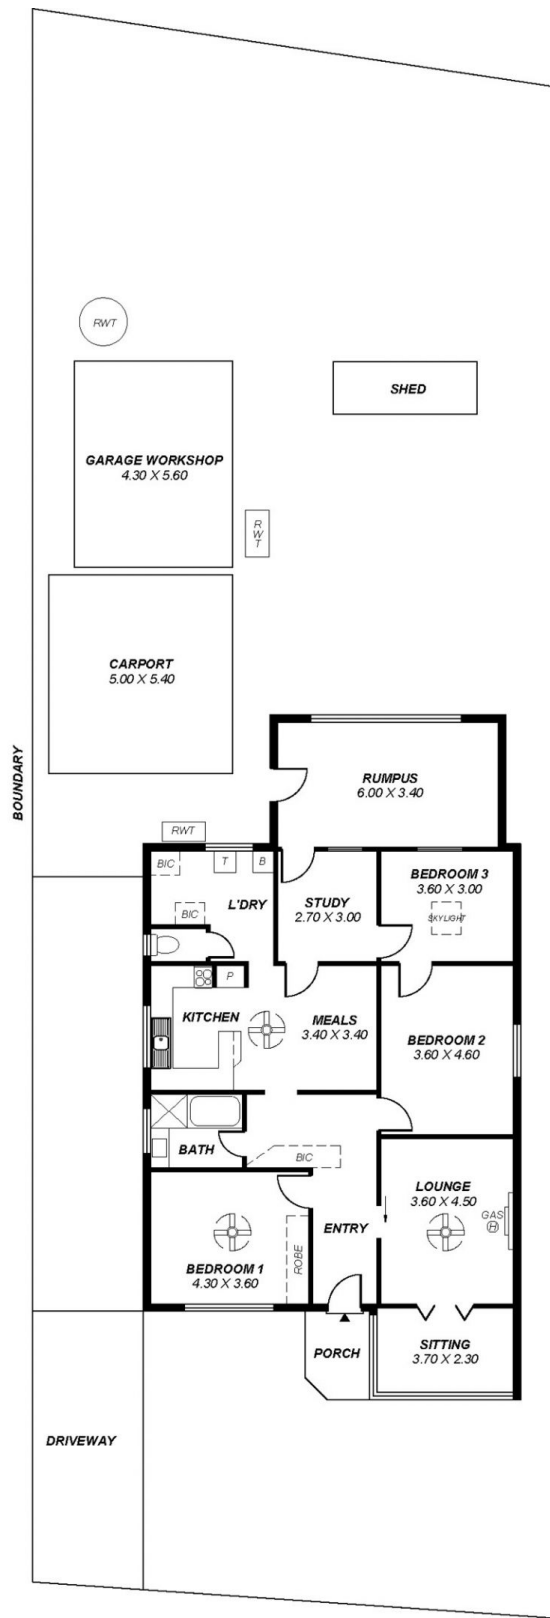 RWT
SHED
GARAGE WORKSHOP
4.30 X 5.60
R
W
T
CARPORT
5.00 X 5.40
BOUNDARY
RUMPUS
6.00 X 3.40
RWT
BIC
T
B
L'DRY
BIC
STUDY
2.70 X 3.00
BEDROOM 3
3.60 X 3.00
SKYLIGHT
P
KITCHEN
MEALS
3.40 X 3.40
BEDROOM 2
3.60 X 4.60
BATH
BIC
LOUNGE
3.60 X 4.50
GAS
H
ENTRY
ROBE
BEDROOM 1
4.30 X 3.60
PORCH
SITTING
3.70 X 2.30
DRIVEWAY